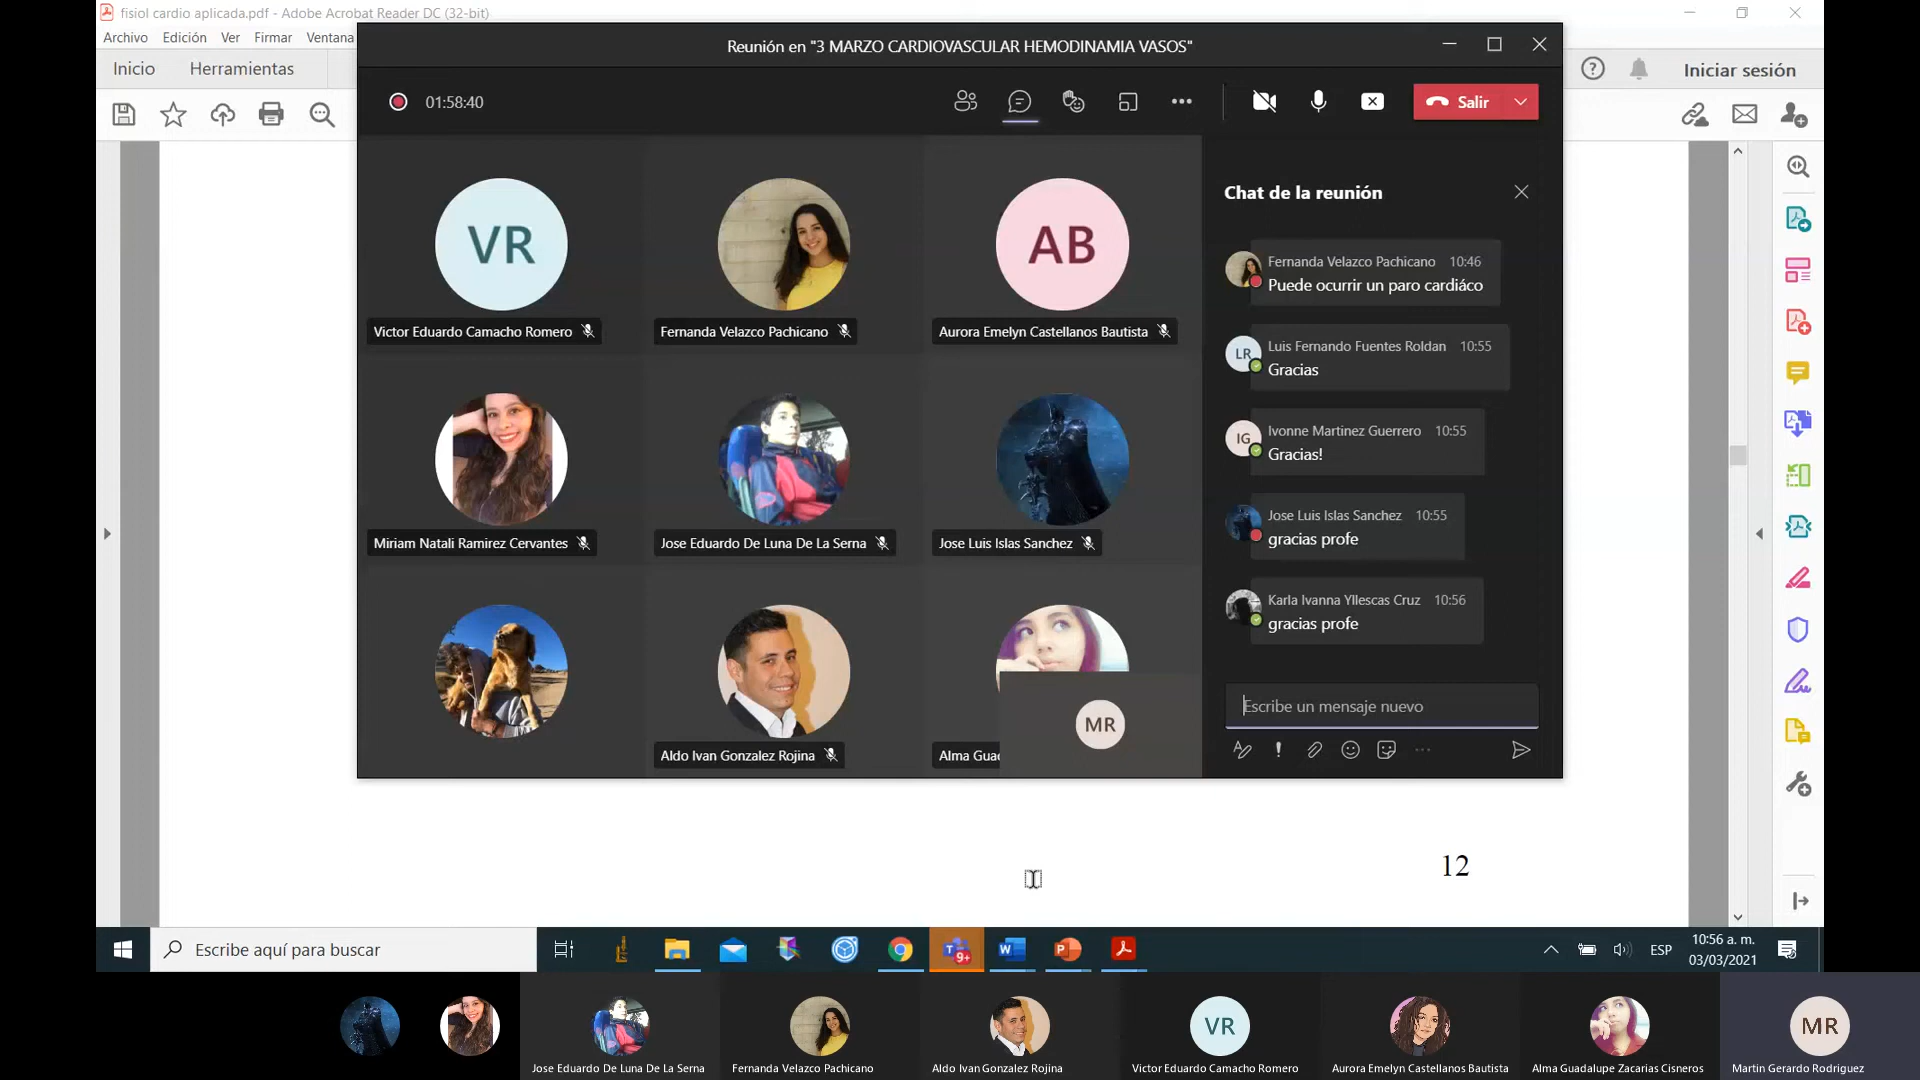 fisiol cardio aplicada.pdf - Adobe Acrobat Reader DC (32-bit)
Archivo Edición Ver Firmar Ventana
Inicio Herramientas
Iniciar sesión
Reunión en "3 MARZO CARDIOVASCULAR HEMODINAMIA VASOS"
01:58:40
Salir
VR
AB
Victor Eduardo Camacho Romero
Fernanda Velazco Pachicano
Aurora Emelyn Castellanos Bautista
Miriam Natali Ramirez Cervantes
Jose Eduardo De Luna De La Serna
Jose Luis Islas Sanchez
Aldo Ivan Gonzalez Rojina
Alma Guad
MR
Chat de la reunión
Fernanda Velazco Pachicano 10:46
Puede ocurrir un paro cardiáco
LR
Luis Fernando Fuentes Roldan 10:55
Gracias
IG
Ivonne Martinez Guerrero 10:55
Gracias!
Jose Luis Islas Sanchez 10:55
gracias profe
Karla Ivanna Yllescas Cruz 10:56
gracias profe
Escribe un mensaje nuevo
12
Escribe aquí para buscar
9+
ESP
10:56 a. m.
03/03/2021
VR
MR
Jose Eduardo De Luna De La Serna
Fernanda Velazco Pachicano
Aldo Ivan Gonzalez Rojina
Victor Eduardo Camacho Romero
Aurora Emelyn Castellanos Bautista
Alma Guadalupe Zacarias Cisneros
Martin Gerardo Rodriguez